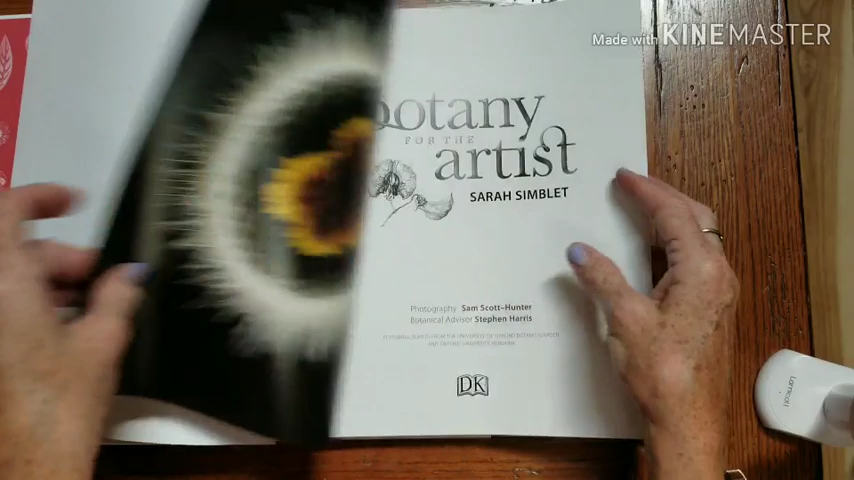 Made with KINEMASTER
botany
FOR THE
artist
SARAH SIMBLET
Photography Sam Scott-Hunter
Botanical Advisor Stephen Harris
DK